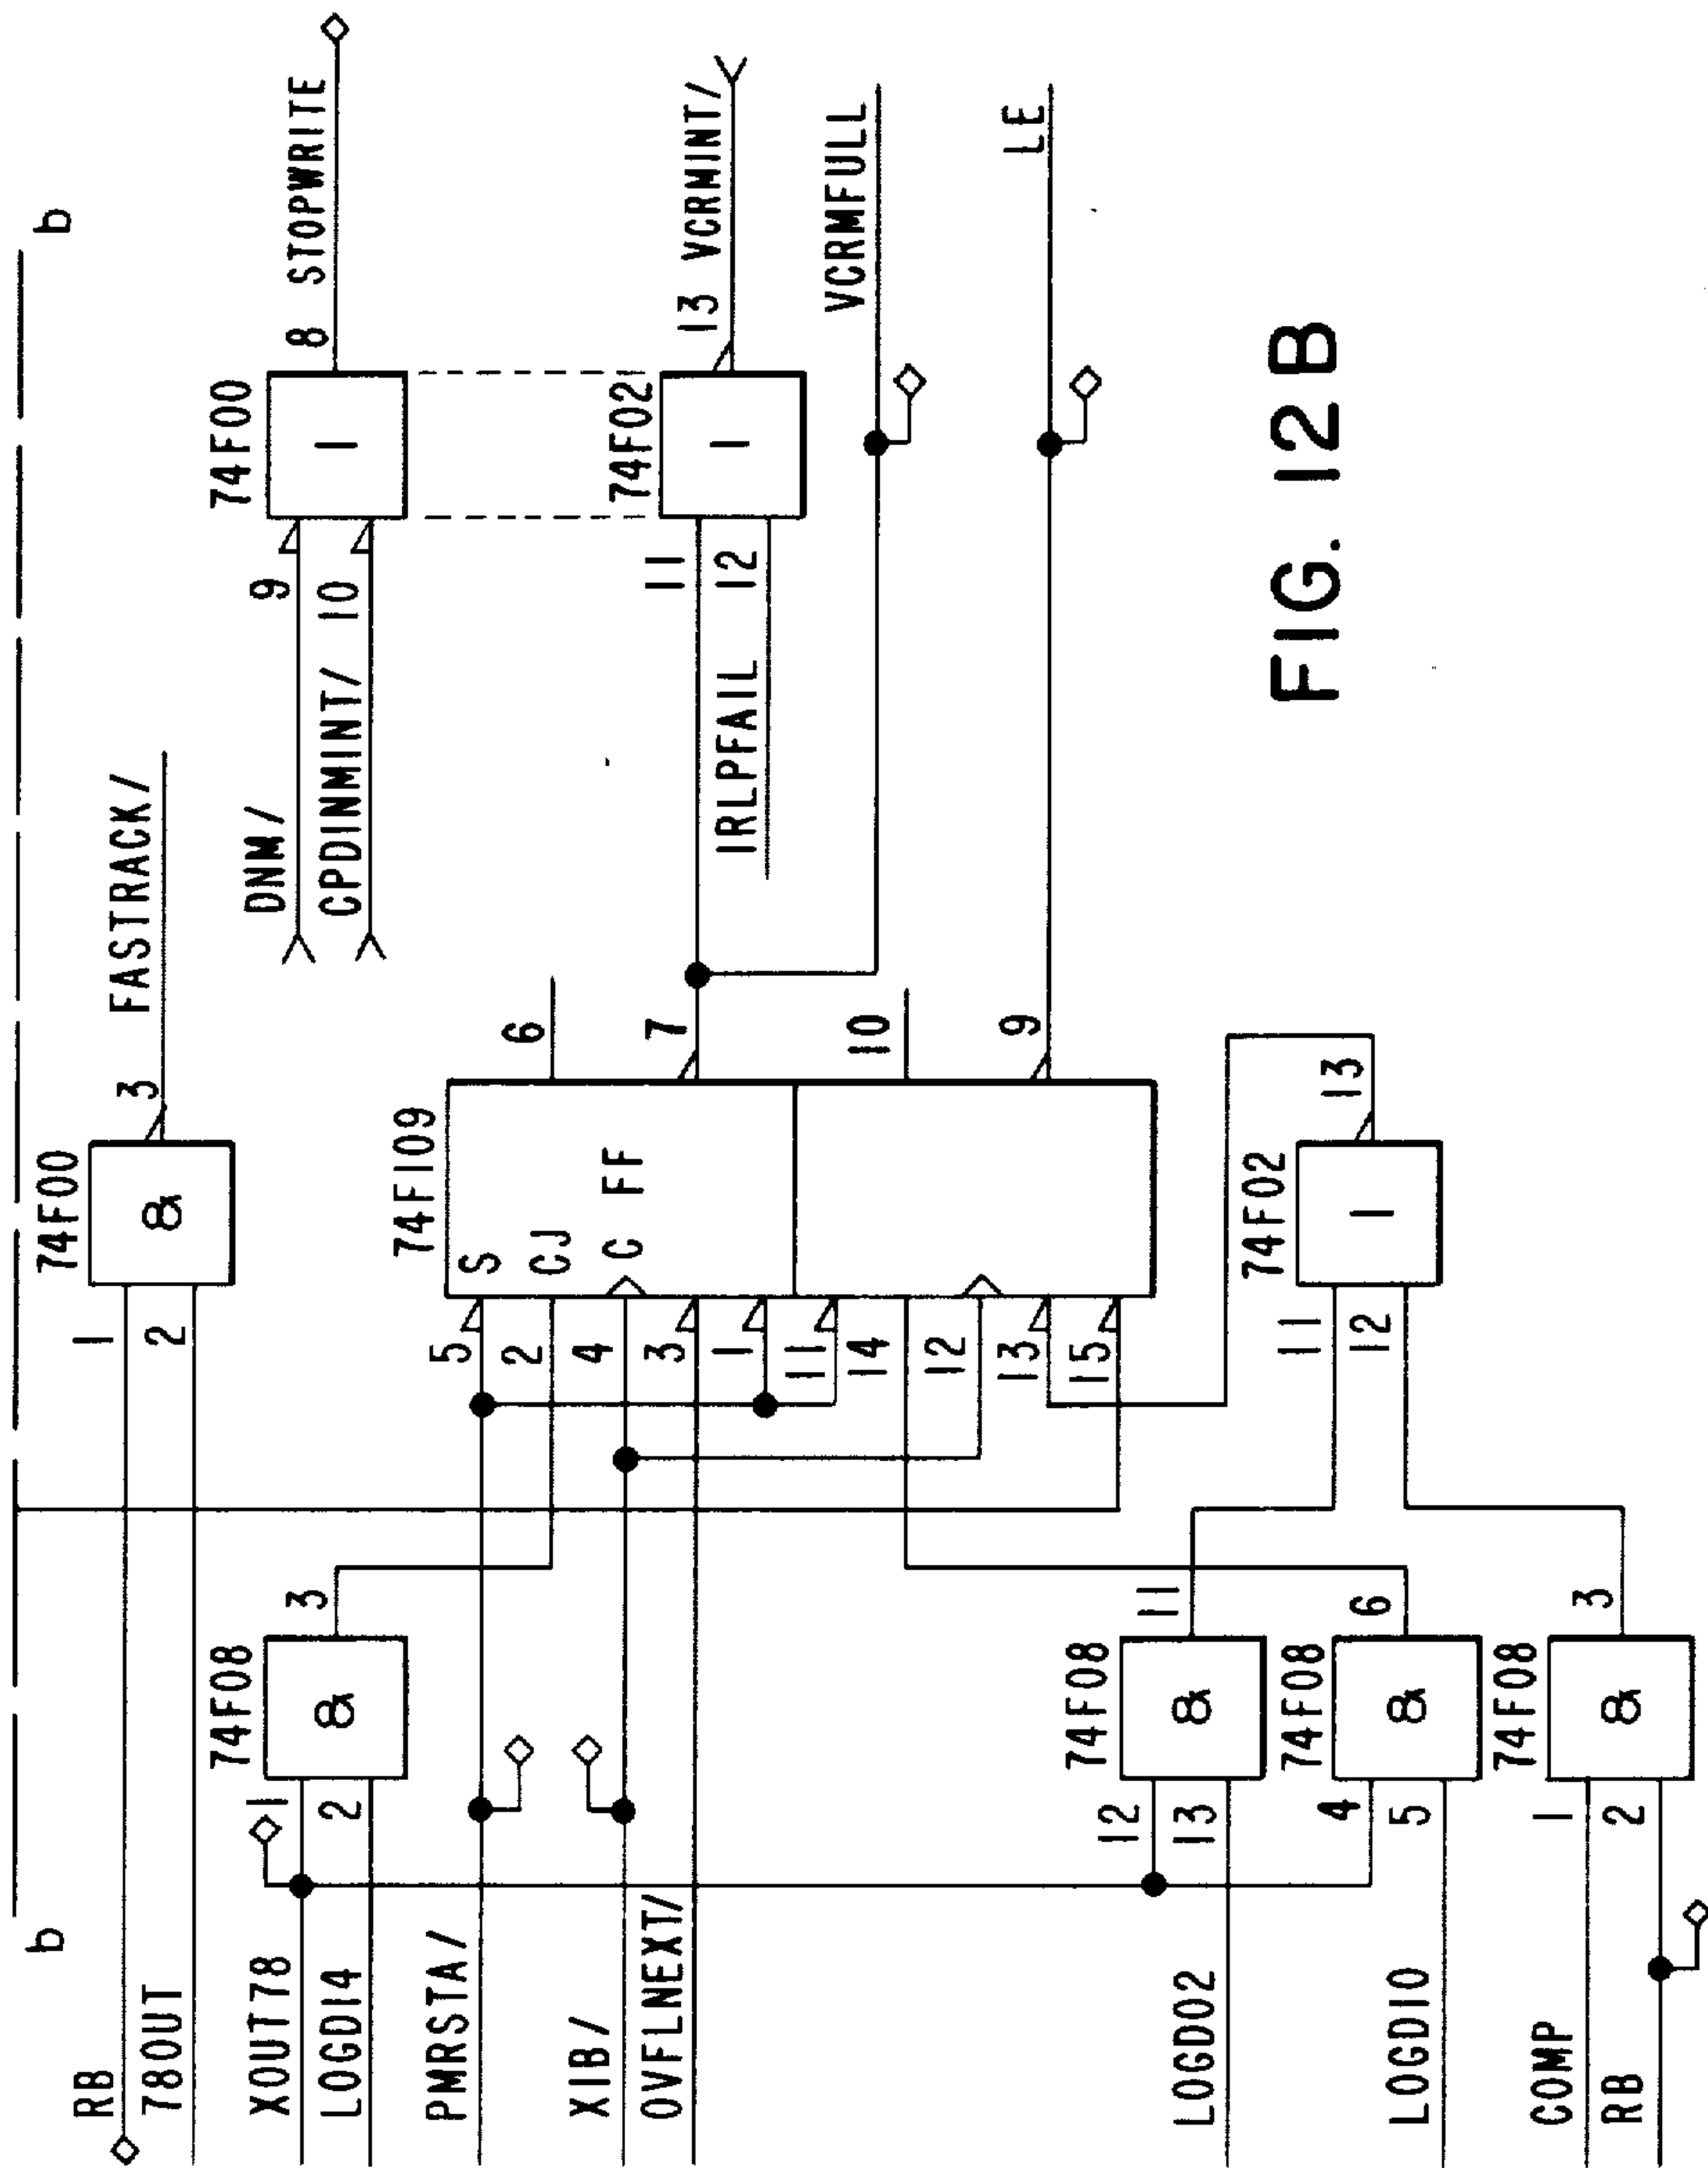 b
b
RB
780UT
1
2
74F00
&
3
FASTRACK/
XOUT78
LOGD14
1
2
74F08
&
3
DNM/
CPDINMINT/
9
10
74F00
1
8 STOPWRITE
PMRSTA/
XIB/
OVFLNEXT/
5
2
4
3
1
11
14
12
13
15
74F109
S
CJ
C FF
6
7
10
9
IRLPFAIL
11
12
74F02
1
13 VCRMINT/
VCRMFULL
LE
LOGD02
12
13
74F08
&
11
LOGD10
4
5
74F08
&
6
COMP
RB
1
2
74F08
&
3
11
12
74F02
1
13
FIG. 12B